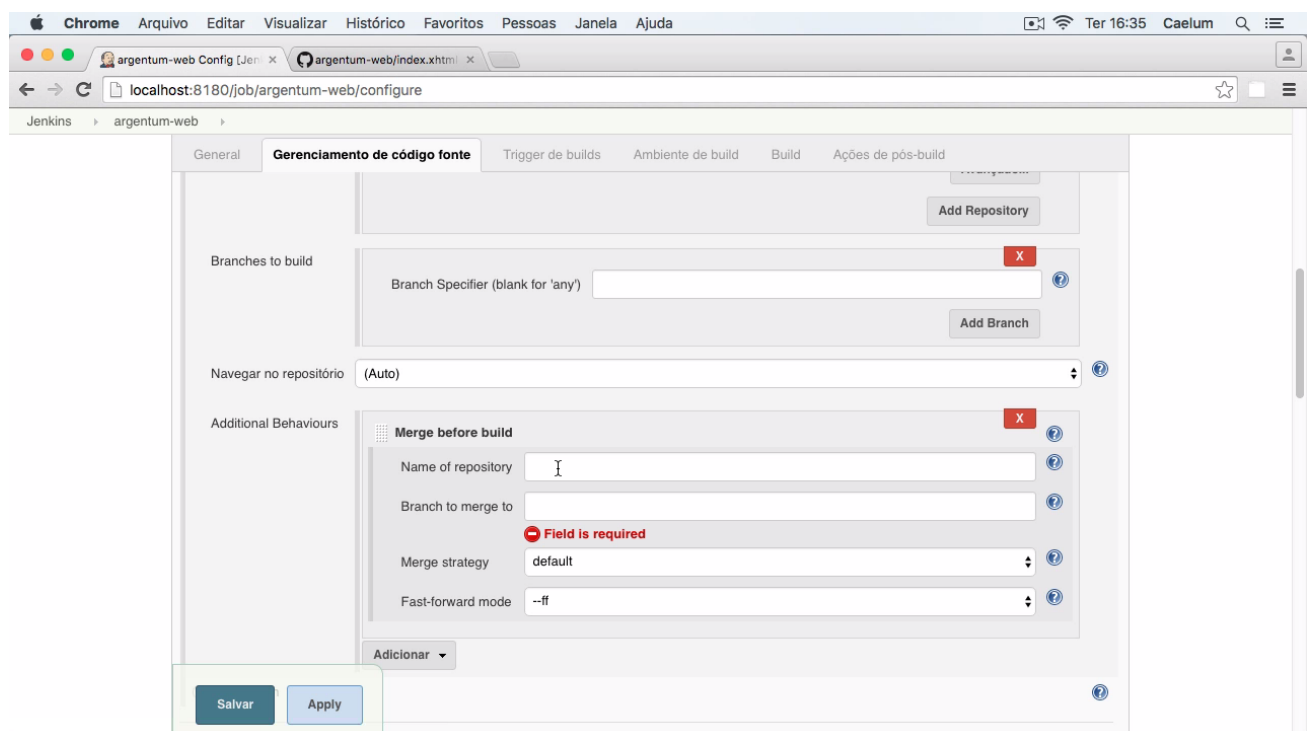 Chrome Arquivo Editar Visualizar Histórico Favoritos Pessoas Janela Ajuda Ter 16:35 Caelum
argentum-web Config [Jen × argentum-web/index.xhtml ×
localhost:8180/job/argentum-web/configure
Jenkins argentum-web
General Gerenciamento de código fonte Trigger de builds Ambiente de build Build Ações de pós-build
Add Repository
Branches to build
X
Branch Specifier (blank for 'any')
Add Branch
Navegar no repositório (Auto)
Additional Behaviours
X
Merge before build
Name of repository
Branch to merge to
Field is required
Merge strategy default
Fast-forward mode --ff
Adicionar
Salvar Apply